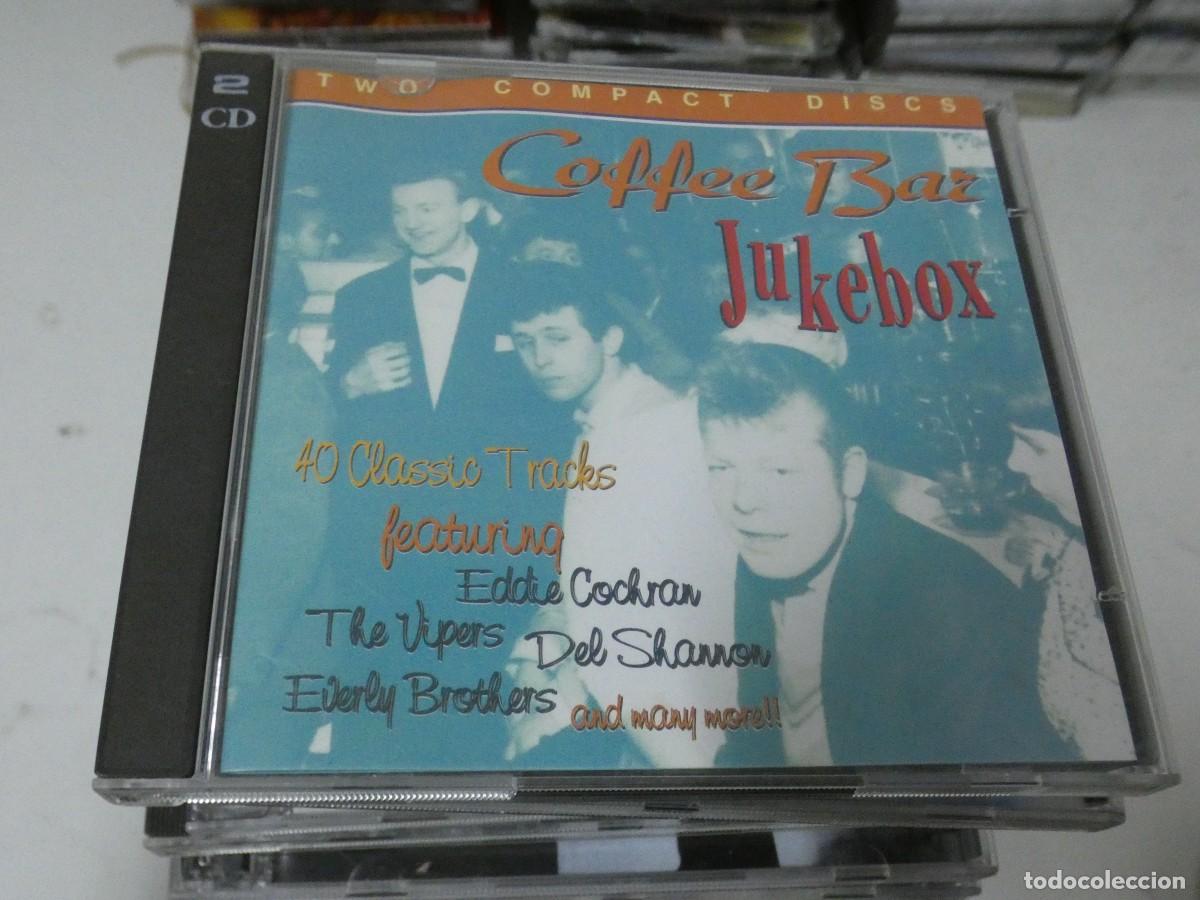 2
CD
TWO COMPACT DISCS
Coffee Bar
Jukebox
40 Classic Tracks
featuring
Eddie Cochran
The Vipers Del Shannon
Everly Brothers and many more!!
todocoleccion